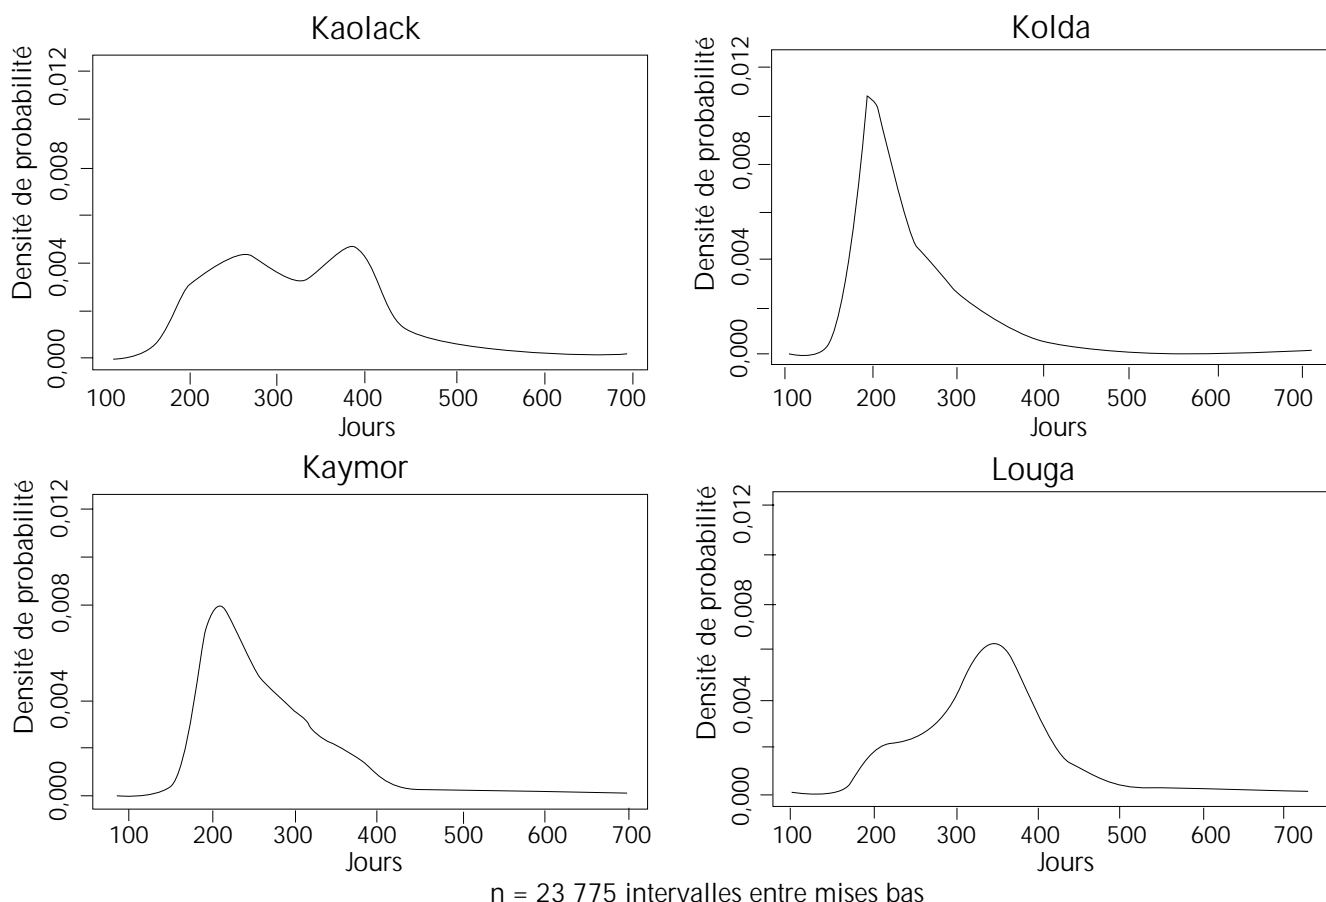 Kaolack
Densité de probabilité
0,012
0,008
0,004
0,000
100 200 300 400 500 600 700
Jours
Kolda
Densité de probabilité
0,012
0,008
0,004
0,000
100 200 300 400 500 600 700
Jours
Kaymor
Densité de probabilité
0,012
0,008
0,004
0,000
100 200 300 400 500 600 700
Jours
Louga
Densité de probabilité
0,012
0,008
0,004
0,000
100 200 300 400 500 600 700
Jours
n = 23 775 intervalles entre mises bas